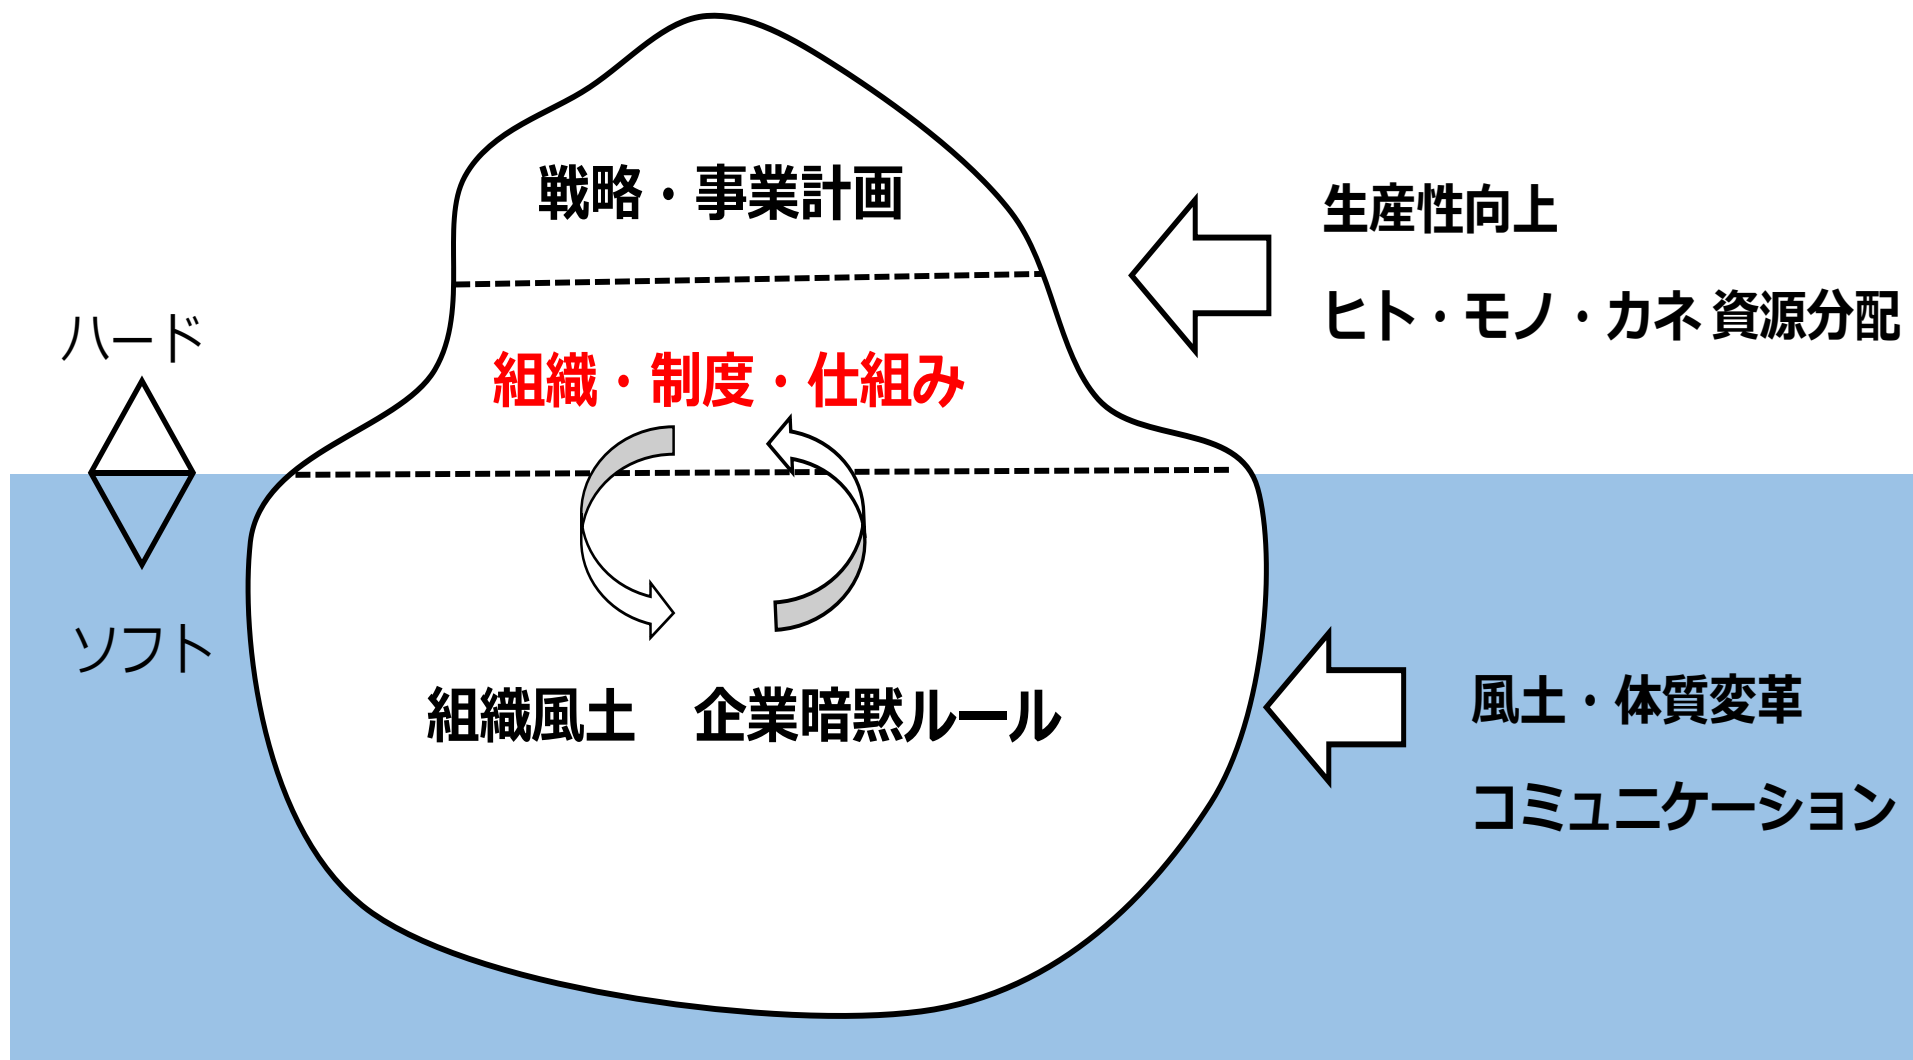 戦略・事業計画
生産性向上
ヒト・モノ・カネ 資源分配
ハード
組織・制度・仕組み
ソフト
組織風土　企業暗黙ルール
風土・体質変革
コミュニケーション